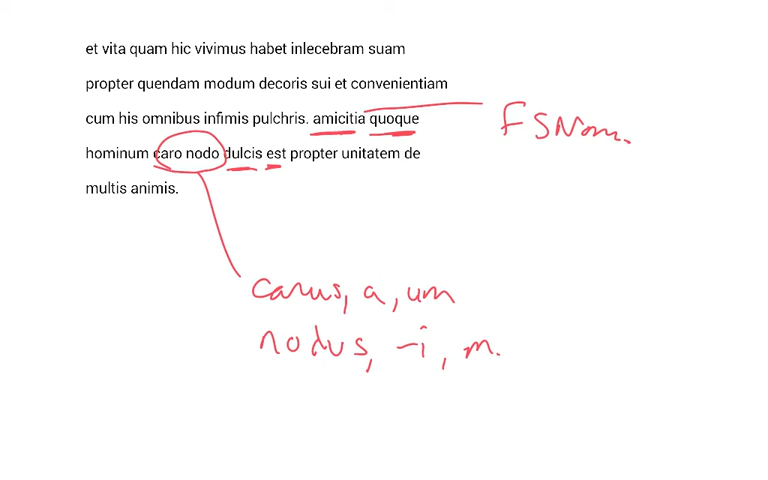 et vita quam hic vivimus habet inlecebram suam
propter quendam modum decoris sui et convenientiam
cum his omnibus infimis pulchris. amicitia quoque
F S Nom.
hominum caro nodo dulcis est propter unitatem de
multis animis.
carus, a, um
nodus, -i, m.